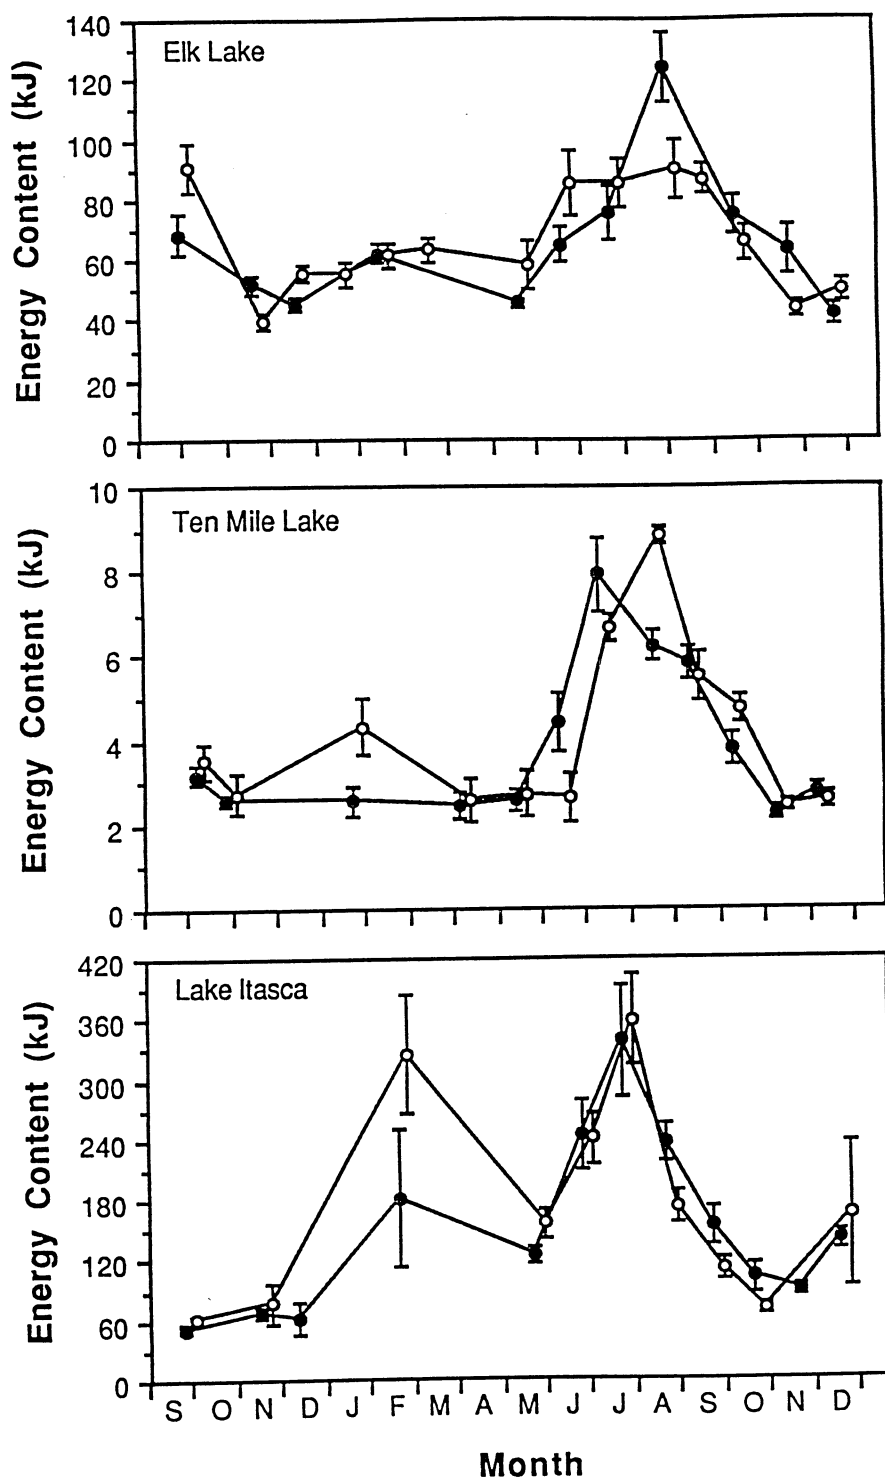 140
Elk Lake
120
100
80
60
40
20
0
Energy Content (kJ)
10
Ten Mile Lake
8
6
4
2
0
Energy Content (kJ)
420
Lake Itasca
360
300
240
180
120
60
0
Energy Content (kJ)
S O N D J F M A M J J A S O N D
Month